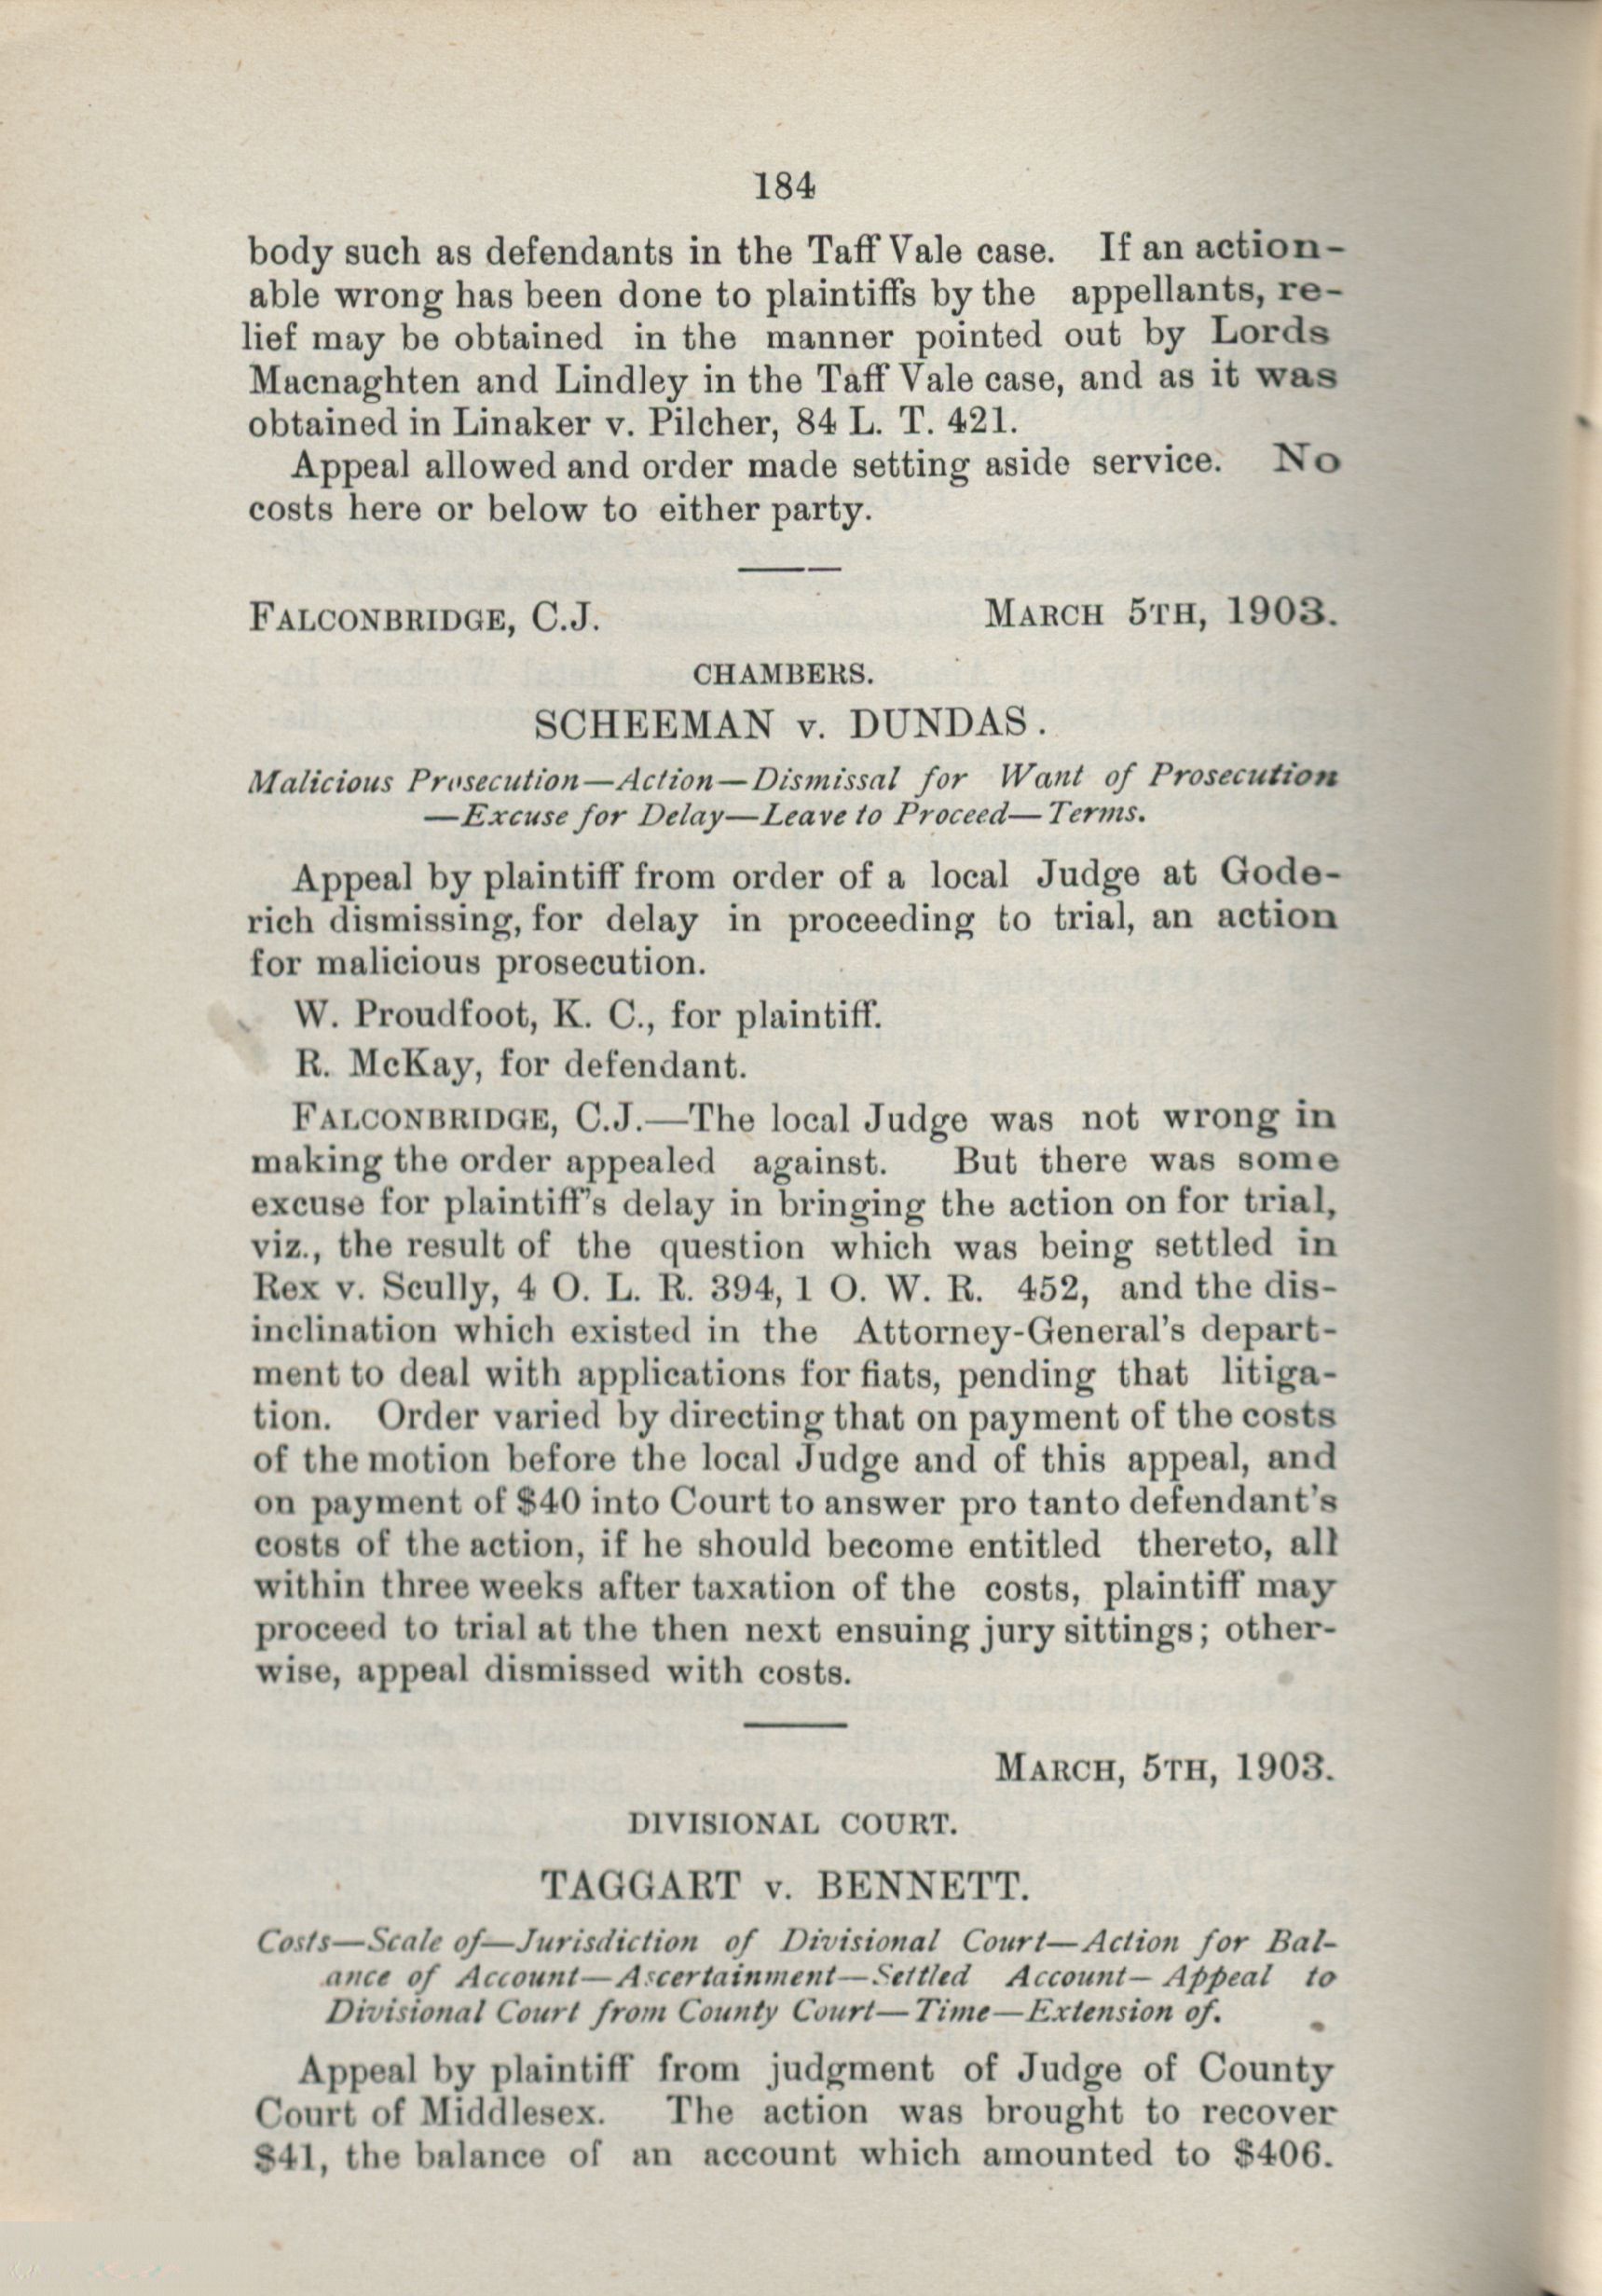 184
body such as defendants in the Taff Vale case. If an action-
able wrong has been done to plaintiffs by the appellants, re-
lief may be obtained in the manner pointed out by Lords
Macnaghten and Lindley in the Taff Vale case, and as it was
obtained in Linaker v. Pilcher, 84 L. T. 421.
Appeal allowed and order made setting aside service. No
costs here or below to either party.
FALCONBRIDGE, C.J. MARCH 5TH, 1903.
CHAMBERS.
SCHEEMAN v. DUNDAS.
Malicious Prosecution—Action—Dismissal for Want of Prosecution
—Excuse for Delay—Leave to Proceed—Terms.
Appeal by plaintiff from order of a local Judge at Gode-
rich dismissing, for delay in proceeding to trial, an action
for malicious prosecution.
W. Proudfoot, K. C., for plaintiff.
R. McKay, for defendant.
FALCONBRIDGE, C.J.—The local Judge was not wrong in
making the order appealed against. But there was some
excuse for plaintiff's delay in bringing the action on for trial,
viz., the result of the question which was being settled in
Rex v. Scully, 4 O. L. R. 394, 1 O. W. R. 452, and the dis-
inclination which existed in the Attorney-General's depart-
ment to deal with applications for fiats, pending that litiga-
tion. Order varied by directing that on payment of the costs
of the motion before the local Judge and of this appeal, and
on payment of $40 into Court to answer pro tanto defendant's
costs of the action, if he should become entitled thereto, all
within three weeks after taxation of the costs, plaintiff may
proceed to trial at the then next ensuing jury sittings; other-
wise, appeal dismissed with costs.
MARCH, 5TH, 1903.
DIVISIONAL COURT.
TAGGART v. BENNETT.
Costs—Scale of—Jurisdiction of Divisional Court—Action for Bal-
ance of Account—Ascertainment—Settled Account—Appeal to
Divisional Court from County Court—Time—Extension of.
Appeal by plaintiff from judgment of Judge of County
Court of Middlesex. The action was brought to recover
$41, the balance of an account which amounted to $406.